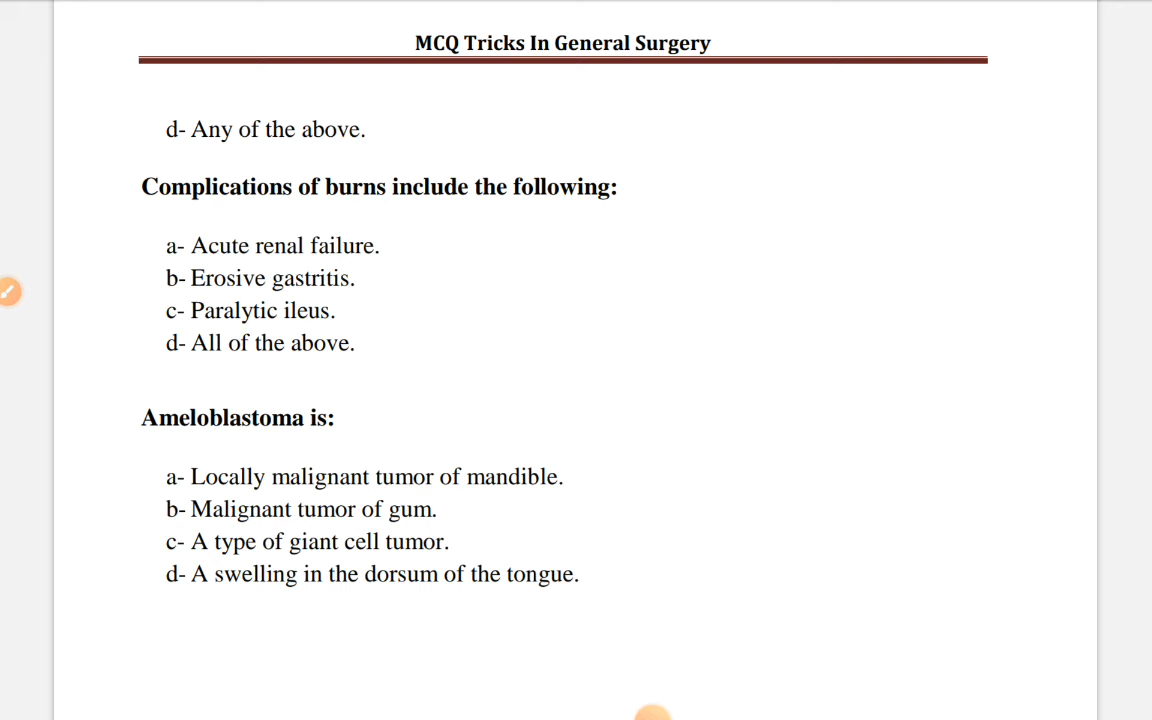 MCQ Tricks In General Surgery
d- Any of the above.
Complications of burns include the following:
a- Acute renal failure.
b- Erosive gastritis.
c- Paralytic ileus.
d- All of the above.
Ameloblastoma is:
a- Locally malignant tumor of mandible.
b- Malignant tumor of gum.
c- A type of giant cell tumor.
d- A swelling in the dorsum of the tongue.